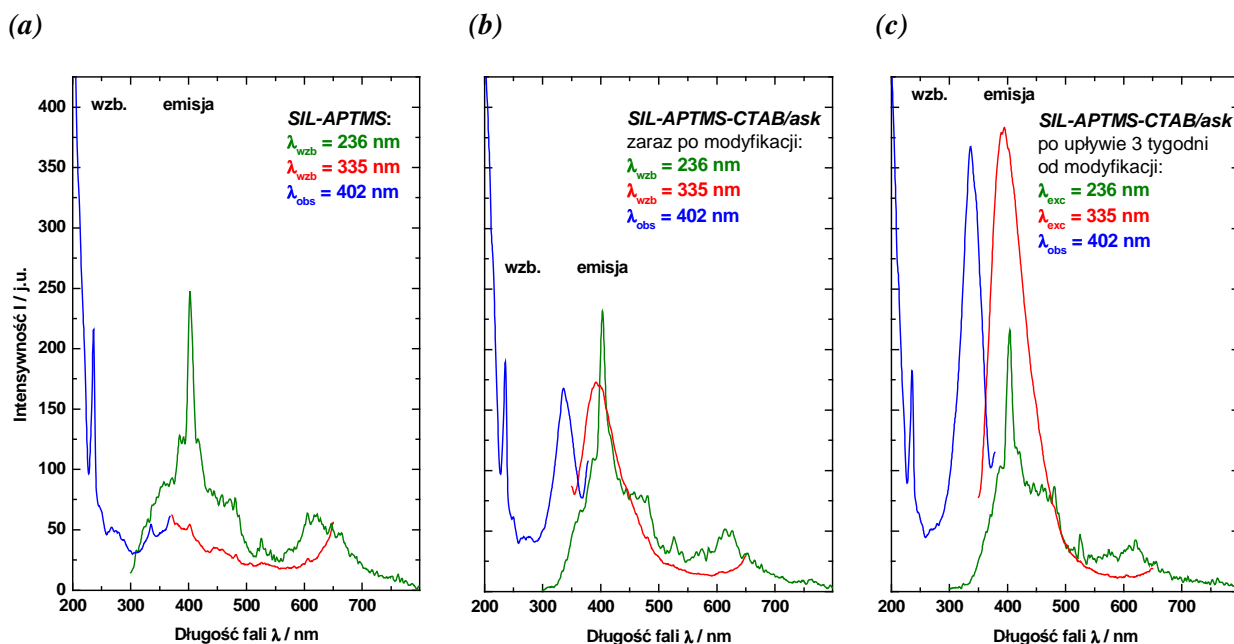 (a)
(b)
(c)
Intensywność I / j.u.
400
350
300
250
200
150
100
50
0
wzb.
emisja
SIL-APTMS:
λwzb = 236 nm
λwzb = 335 nm
λobs = 402 nm
200 300 400 500 600 700
Długość fali λ / nm
SIL-APTMS-CTAB/ask
zaraz po modyfikacji:
λwzb = 236 nm
λwzb = 335 nm
λobs = 402 nm
wzb.
emisja
200 300 400 500 600 700
Długość fali λ / nm
wzb.
emisja
SIL-APTMS-CTAB/ask
po upływie 3 tygodni
od modyfikacji:
λexc = 236 nm
λexc = 335 nm
λobs = 402 nm
200 300 400 500 600 700
Długość fali λ / nm